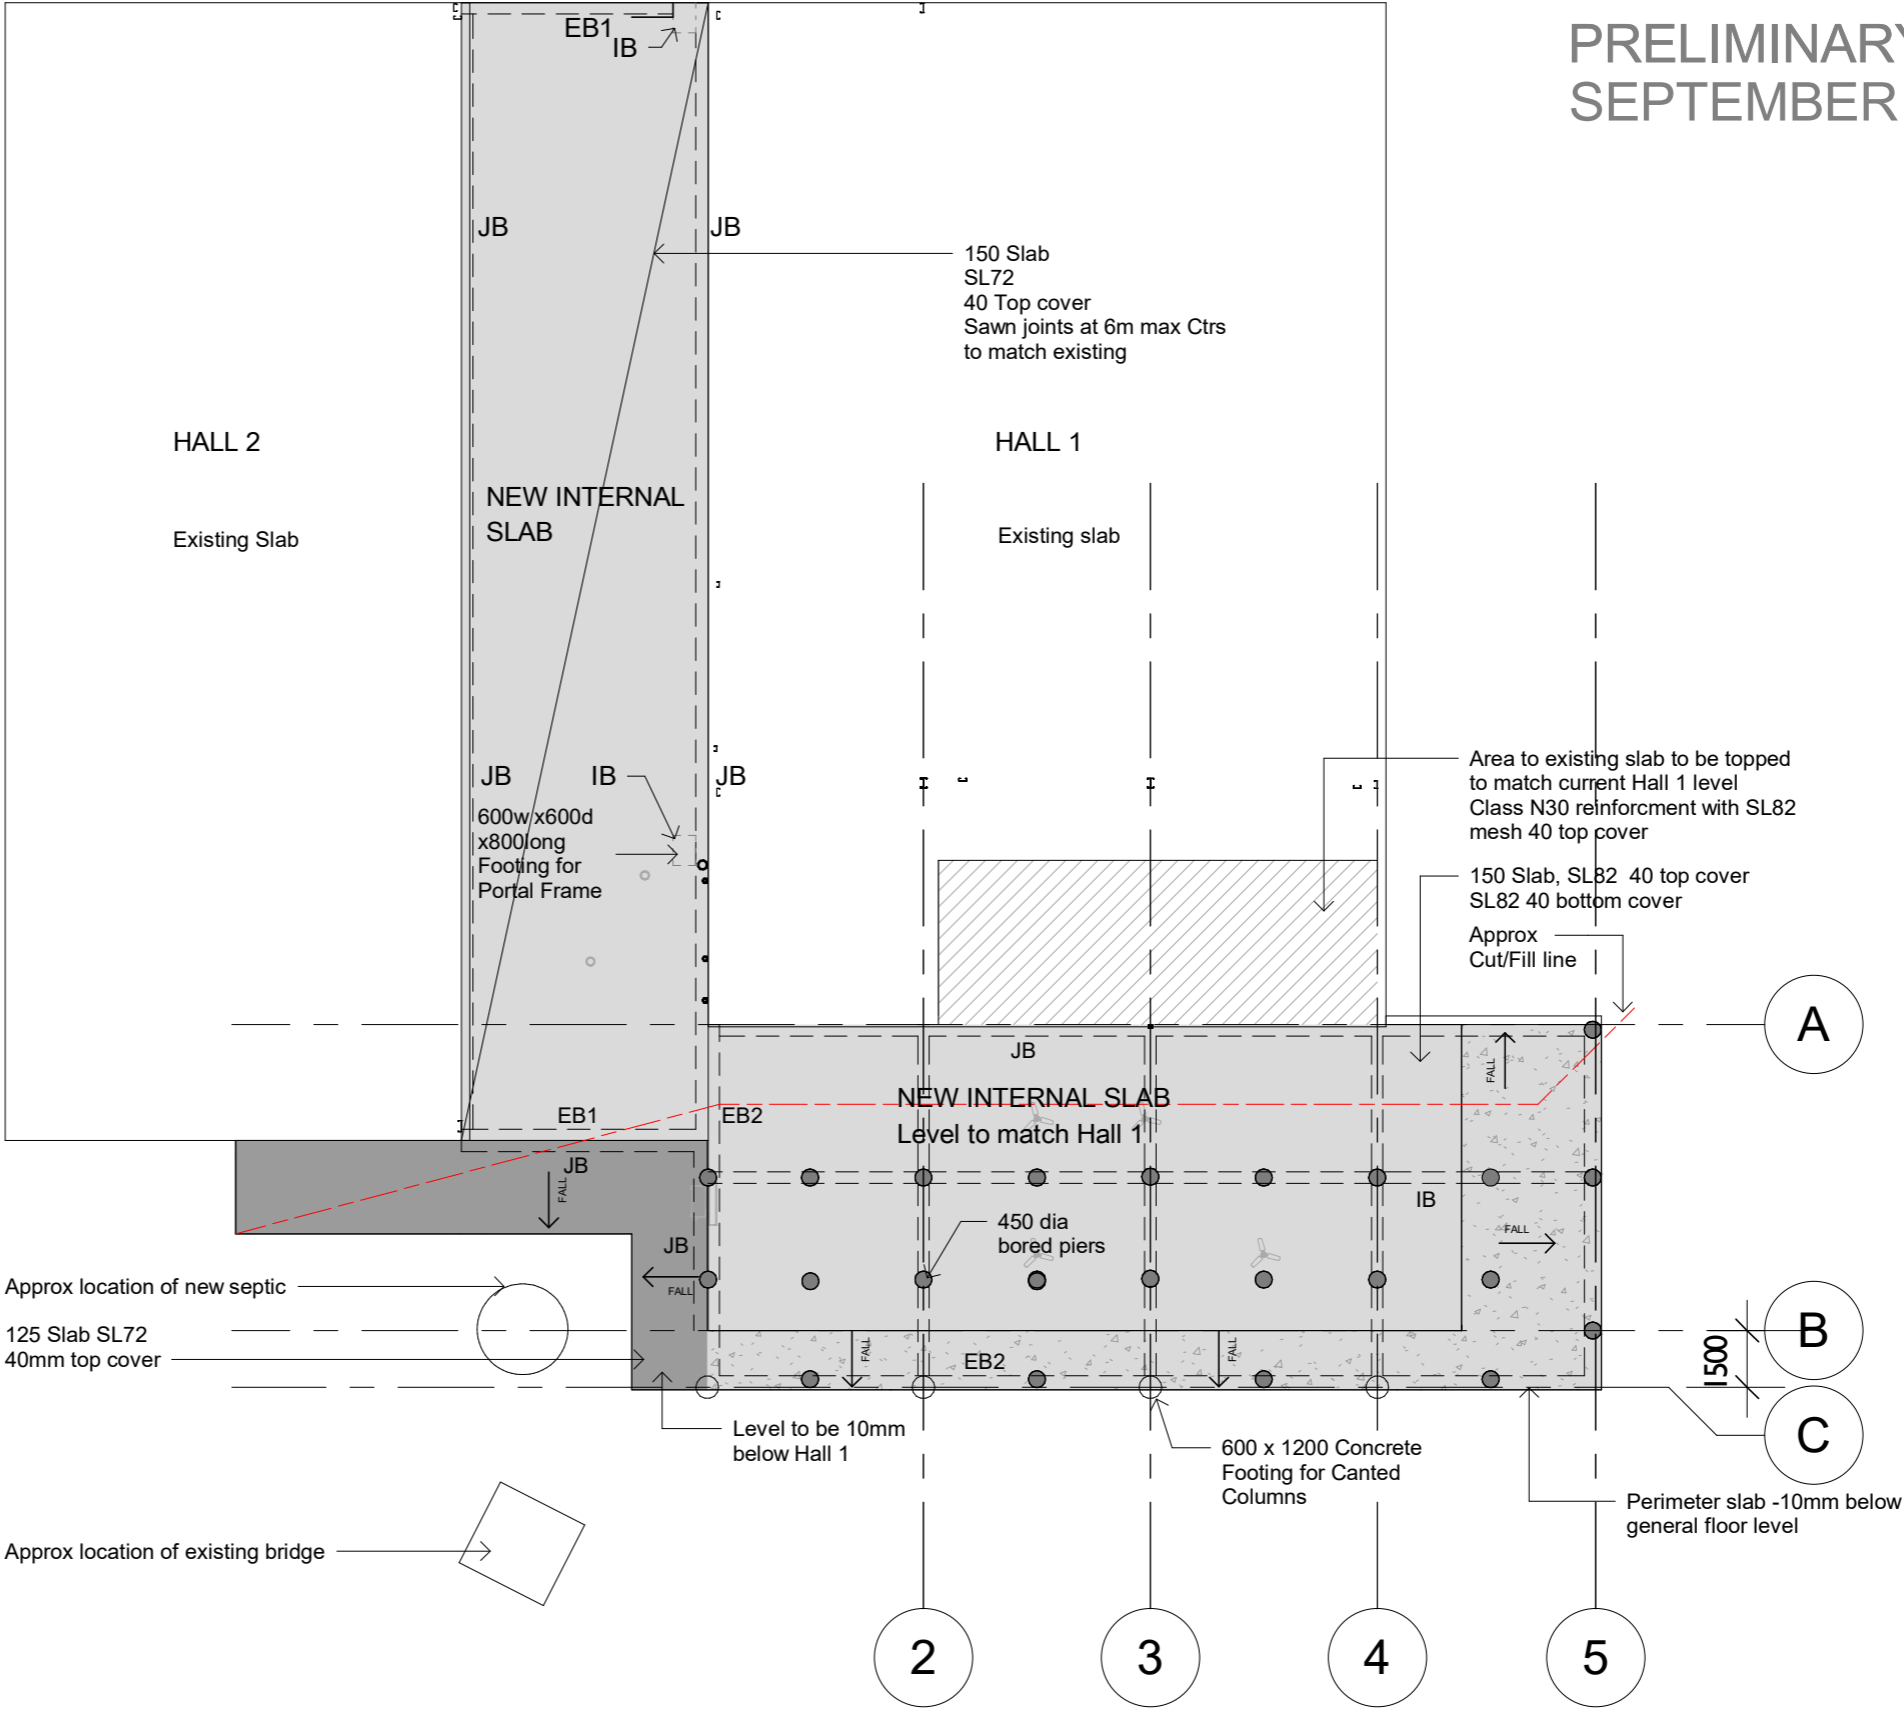 PRELIMINARY
SEPTEMBER
EB1
IB
JB
JB
150 Slab
SL72
40 Top cover
Sawn joints at 6m max Ctrs
to match existing
HALL 2
HALL 1
NEW INTERNAL
SLAB
Existing Slab
Existing slab
JB
IB
JB
600w x600d
x800long
Footing for
Portal Frame
Area to existing slab to be topped
to match current Hall 1 level
Class N30 reinforcment with SL82
mesh 40 top cover
150 Slab, SL82 40 top cover
SL82 40 bottom cover
Approx
Cut/Fill line
A
JB
FALL
NEW INTERNAL SLAB
Level to match Hall 1
EB1
EB2
JB
FALL
IB
450 dia
bored piers
FALL
JB
FALL
Approx location of new septic
125 Slab SL72
40mm top cover
B
1500
FALL
EB2
FALL
C
Level to be 10mm
below Hall 1
600 x 1200 Concrete
Footing for Canted
Columns
Perimeter slab -10mm below
general floor level
Approx location of existing bridge
2
3
4
5